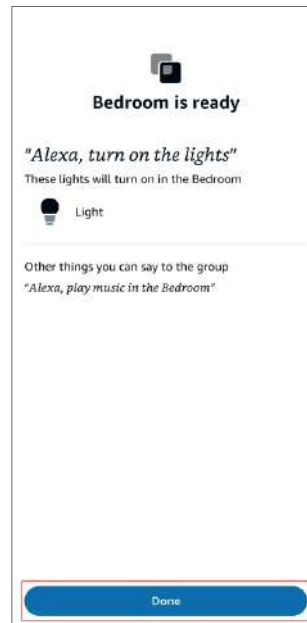 Bedroom is ready
"Alexa, turn on the lights"
These lights will turn on in the Bedroom
Light
Other things you can say to the group
"Alexa, play music in the Bedroom"
Done